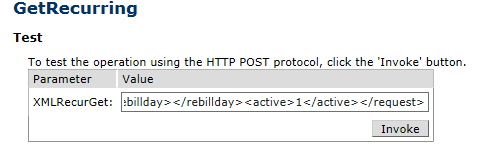 GetRecurring
Test
To test the operation using the HTTP POST protocol, click the 'Invoke' button.
Parameter Value
XMLRecurGet: ebillday></rebillday><active>1</active></request>
Invoke